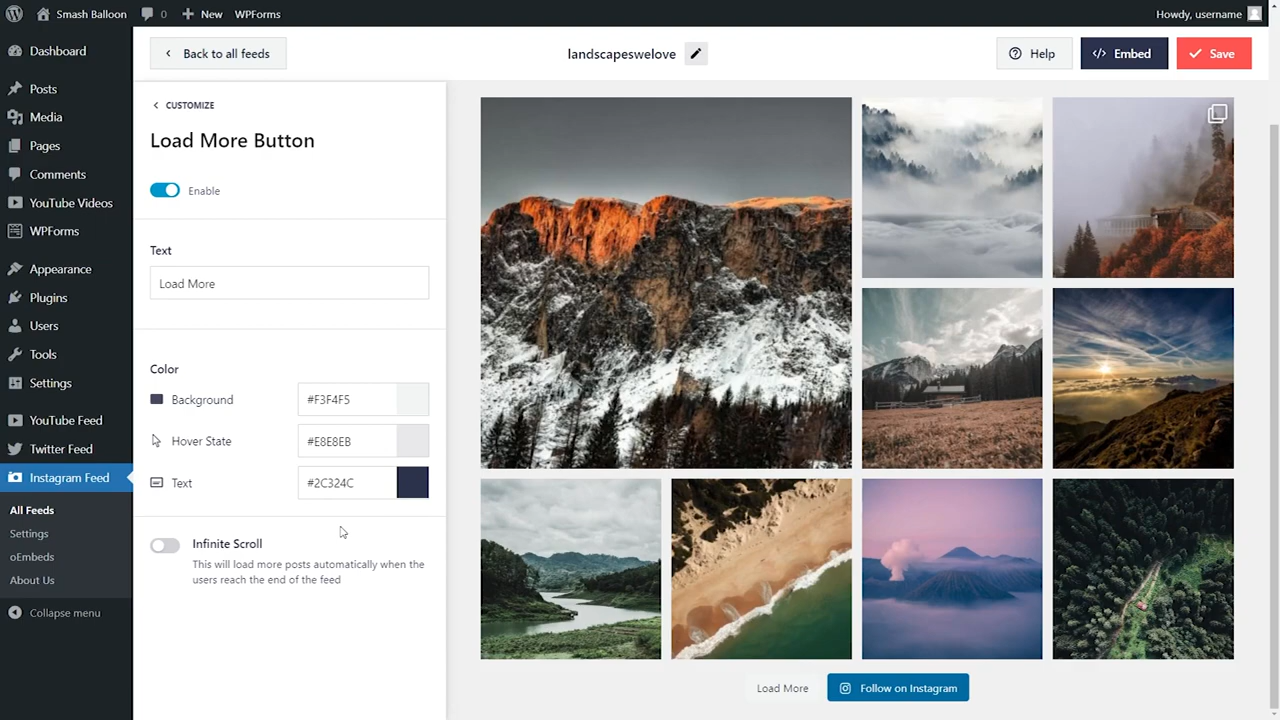 Smash Balloon
0
New
WPForms
Howdy, username
Dashboard
Posts
Media
Pages
Comments
YouTube Videos
WPForms
Appearance
Plugins
Users
Tools
Settings
YouTube Feed
Twitter Feed
Instagram Feed
All Feeds
Settings
oEmbeds
About Us
Collapse menu
Back to all feeds
landscapeswelove
Help
Embed
Save
CUSTOMIZE
Load More Button
Enable
Text
Load More
Color
Background
#F3F4F5
Hover State
#E8E8EB
Text
#2C324C
Infinite Scroll
This will load more posts automatically when the
users reach the end of the feed
Load More
Follow on Instagram